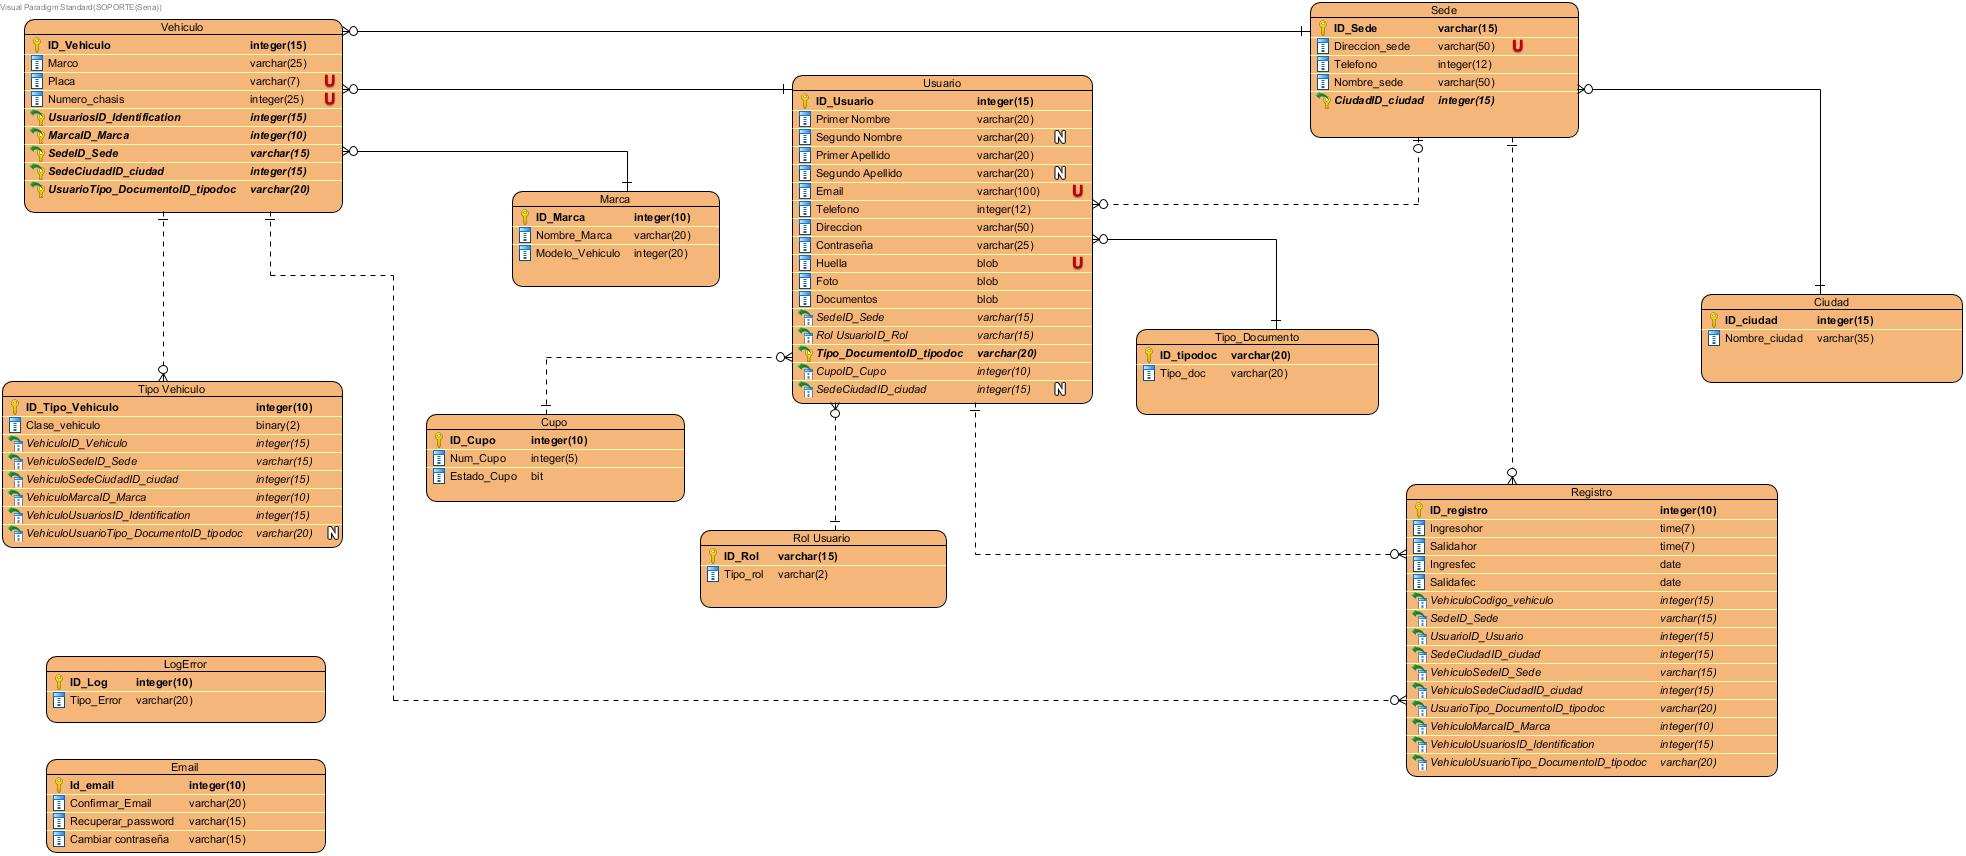 Visual Paradigm Standard(SOPORTE(Sena))
Vehiculo
ID_Vehiculo integer(15)
Marco varchar(25)
Placa varchar(7) U
Numero_chasis integer(25) U
UsuariosID_Identification integer(15)
MarcaID_Marca integer(10)
SedeID_Sede varchar(15)
SedeCiudadID_ciudad integer(15)
UsuarioTipo_DocumentoID_tipodoc varchar(20)
Sede
ID_Sede varchar(15)
Direccion_sede varchar(50) U
Telefono integer(12)
Nombre_sede varchar(50)
CiudadID_ciudad integer(15)
Usuario
ID_Usuario integer(15)
Primer Nombre varchar(20)
Segundo Nombre varchar(20) N
Primer Apellido varchar(20)
Segundo Apellido varchar(20) N
Email varchar(100) U
Telefono integer(12)
Direccion varchar(50)
Contraseña varchar(25)
Huella blob U
Foto blob
Documentos blob
SedeID_Sede varchar(15)
Rol UsuarioID_Rol varchar(15)
Tipo_DocumentoID_tipodoc varchar(20)
CupoID_Cupo integer(10)
SedeCiudadID_ciudad integer(15) N
Marca
ID_Marca integer(10)
Nombre_Marca varchar(20)
Modelo_Vehiculo integer(20)
Ciudad
ID_ciudad integer(15)
Nombre_ciudad varchar(35)
Tipo_Documento
ID_tipodoc varchar(20)
Tipo_doc varchar(20)
Tipo Vehiculo
ID_Tipo_Vehiculo integer(10)
Clase_vehiculo binary(2)
VehiculoID_Vehiculo integer(15)
VehiculoSedeID_Sede varchar(15)
VehiculoSedeCiudadID_ciudad integer(15)
VehiculoMarcaID_Marca integer(10)
VehiculoUsuariosID_Identification integer(15)
VehiculoUsuarioTipo_DocumentoID_tipodoc varchar(20) N
Cupo
ID_Cupo integer(10)
Num_Cupo integer(5)
Estado_Cupo bit
Rol Usuario
ID_Rol varchar(15)
Tipo_rol varchar(2)
Registro
ID_registro integer(10)
Ingresohor time(7)
Salidahor time(7)
Ingresfec date
Salidafec date
VehiculoCodigo_vehiculo integer(15)
SedeID_Sede varchar(15)
UsuarioID_Usuario integer(15)
SedeCiudadID_ciudad integer(15)
VehiculoSedeID_Sede varchar(15)
VehiculoSedeCiudadID_ciudad integer(15)
UsuarioTipo_DocumentoID_tipodoc varchar(20)
VehiculoMarcaID_Marca integer(10)
VehiculoUsuariosID_Identification integer(15)
VehiculoUsuarioTipo_DocumentoID_tipodoc varchar(20)
LogError
ID_Log integer(10)
Tipo_Error varchar(20)
Email
Id_email integer(10)
Confirmar_Email varchar(20)
Recuperar_password varchar(15)
Cambiar contraseña varchar(15)